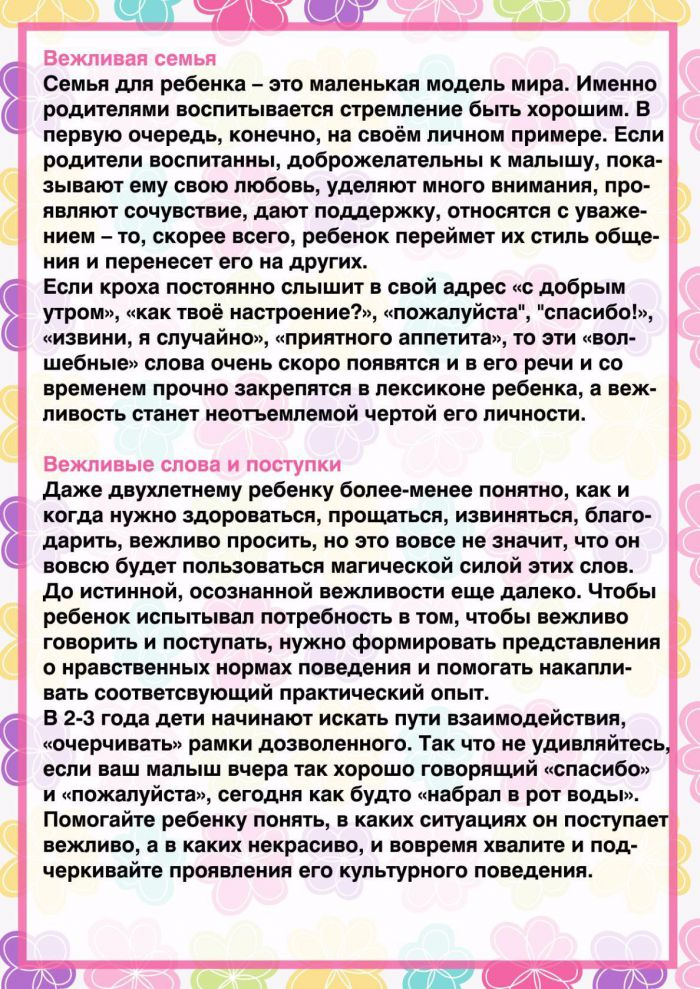 Вежливая семья
Семья для ребенка – это маленькая модель мира. Именно
родителями воспитывается стремление быть хорошим. В
первую очередь, конечно, на своём личном примере. Если
родители воспитанны, доброжелательны к малышу, пока-
зывают ему свою любовь, уделяют много внимания, про-
являют сочувствие, дают поддержку, относятся с уваже-
нием – то, скорее всего, ребенок переймет их стиль обще-
ния и перенесет его на других.
Если кроха постоянно слышит в свой адрес «с добрым
утром», «как твоё настроение?», «пожалуйста", "спасибо!»,
«извини, я случайно», «приятного аппетита», то эти «вол-
шебные» слова очень скоро появятся и в его речи и со
временем прочно закрепятся в лексиконе ребенка, а веж-
ливость станет неотъемлемой чертой его личности.
Вежливые слова и поступки
Даже двухлетнему ребенку более-менее понятно, как и
когда нужно здороваться, прощаться, извиняться, благо-
дарить, вежливо просить, но это вовсе не значит, что он
вовсю будет пользоваться магической силой этих слов.
До истинной, осознанной вежливости еще далеко. Чтобы
ребенок испытывал потребность в том, чтобы вежливо
говорить и поступать, нужно формировать представления
о нравственных нормах поведения и помогать накапли-
вать соответсвующий практический опыт.
В 2-3 года дети начинают искать пути взаимодействия,
«очерчивать» рамки дозволенного. Так что не удивляйтесь,
если ваш малыш вчера так хорошо говорящий «спасибо»
и «пожалуйста», сегодня как будто «набрал в рот воды».
Помогайте ребенку понять, в каких ситуациях он поступает
вежливо, а в каких некрасиво, и вовремя хвалите и под-
черкивайте проявления его культурного поведения.